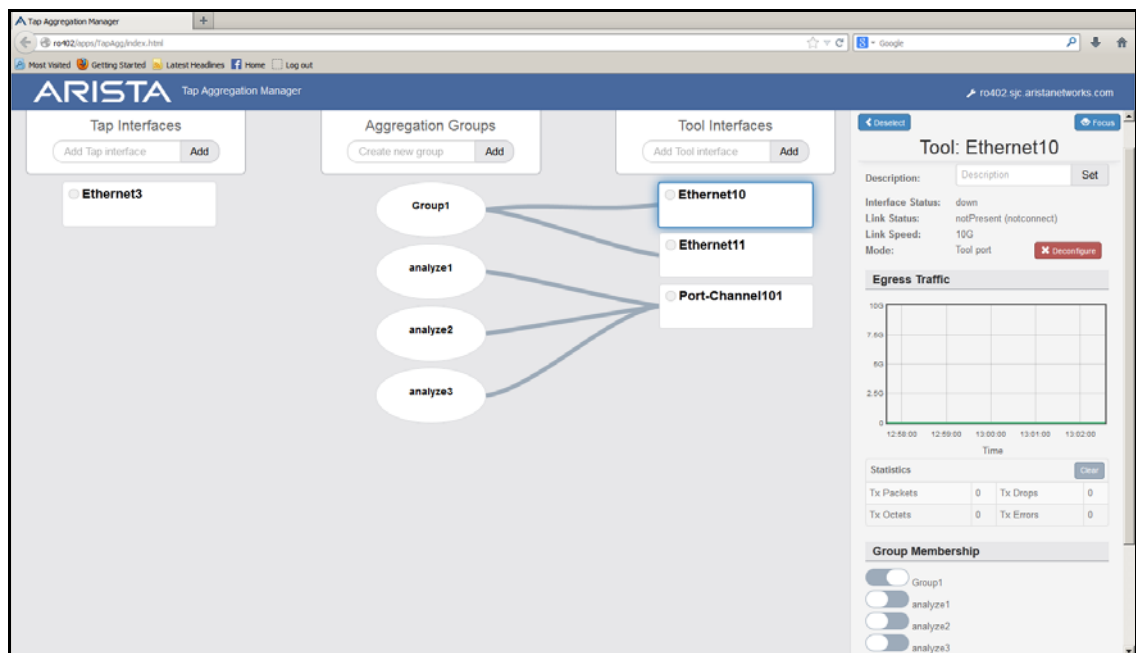 Tap Aggregation Manager
+
ro402/apps/TapAgg/index.html
Google
Most Visited Getting Started Latest Headlines Home Log out
ARISTA Tap Aggregation Manager
ro402.sjc.aristanetworks.com
Tap Interfaces
Add Tap interface Add
Ethernet3
Aggregation Groups
Create new group Add
Group1
analyze1
analyze2
analyze3
Tool Interfaces
Add Tool interface Add
Ethernet10
Ethernet11
Port-Channel101
Deselect Focus
Tool: Ethernet10
Description: Description Set
Interface Status: down
Link Status: notPresent (notconnect)
Link Speed: 10G
Mode: Tool port Deconfigure
Egress Traffic
10G
7.5G
5G
2.5G
0
12:58:00 12:59:00 13:00:00 13:01:00 13:02:00
Time
Statistics Clear
Tx Packets 0 Tx Drops 0
Tx Octets 0 Tx Errors 0
Group Membership
Group1
analyze1
analyze2
analyze3